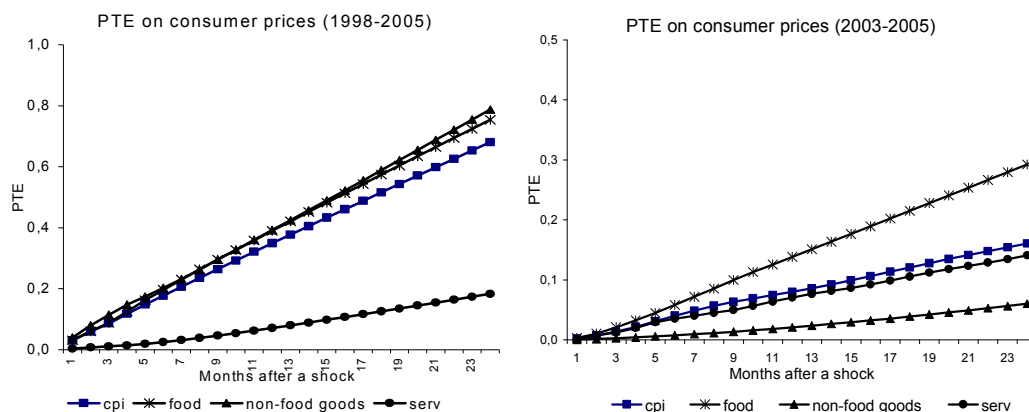 PTE on consumer prices (1998-2005)
1,0
0,8
0,6
0,4
0,2
0,0
PTE
1 3 5 7 9 11 13 15 17 19 21 23
Months after a shock
cpi food non-food goods serv
PTE on consumer prices (2003-2005)
0,5
0,4
0,3
0,2
0,1
0,0
PTE
1 3 5 7 9 11 13 15 17 19 21 23
Months after a shock
cpi food non-food goods serv